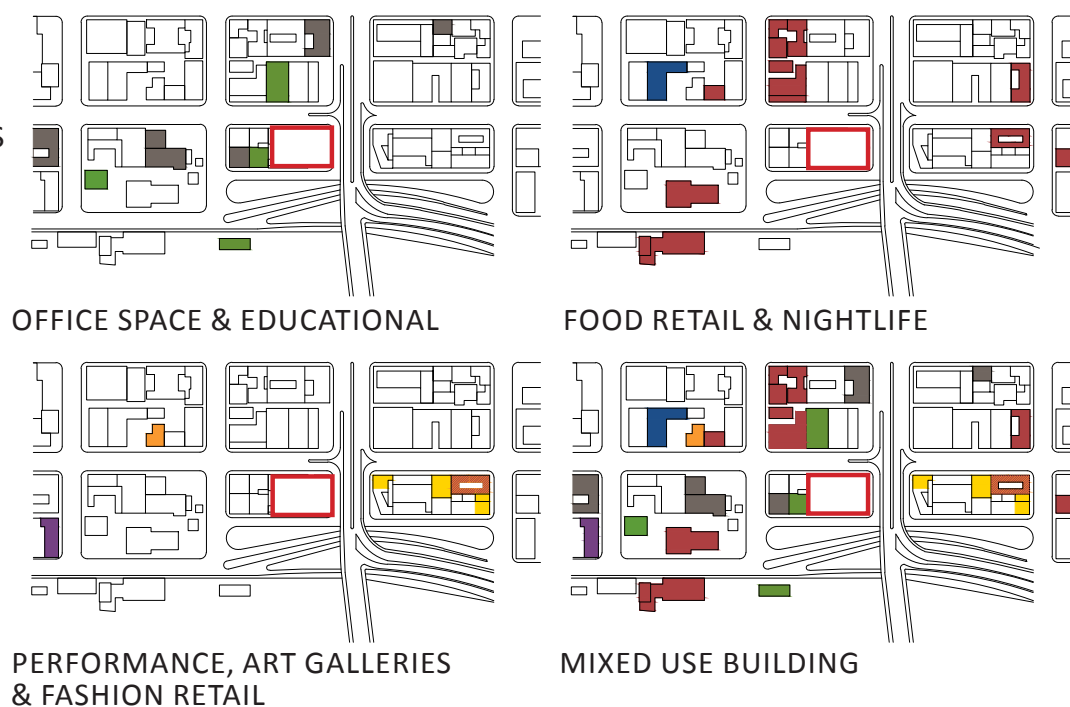 S
OFFICE SPACE & EDUCATIONAL
FOOD RETAIL & NIGHTLIFE
PERFORMANCE, ART GALLERIES
& FASHION RETAIL
MIXED USE BUILDING